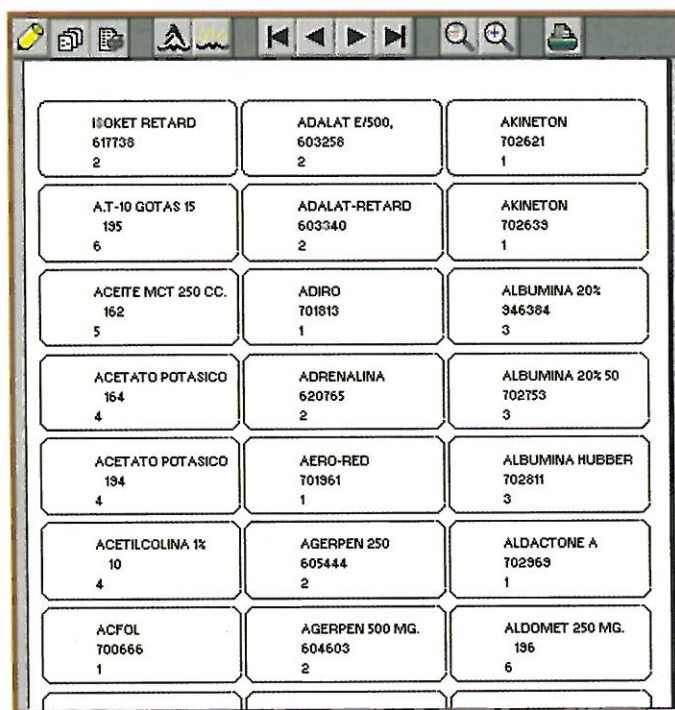 ISOKET RETARD
617738
2
ADALAT E/500,
603258
2
AKINETON
702621
1
A.T-10 GOTAS 15
195
6
ADALAT-RETARD
603340
2
AKINETON
702639
1
ACEITE MCT 250 CC.
162
5
ADIRO
701813
1
ALBUMINA 20%
946384
3
ACETATO POTASICO
164
4
ADRENALINA
620765
2
ALBUMINA 20% 50
702753
3
ACETATO POTASICO
194
4
AERO-RED
701961
1
ALBUMINA HUBBER
702811
3
ACETILCOLINA 1%
10
4
AGERPEN 250
605444
2
ALDACTONE A
702969
1
ACFOL
700666
1
AGERPEN 500 MG.
604603
2
ALDOMET 250 MG.
196
6